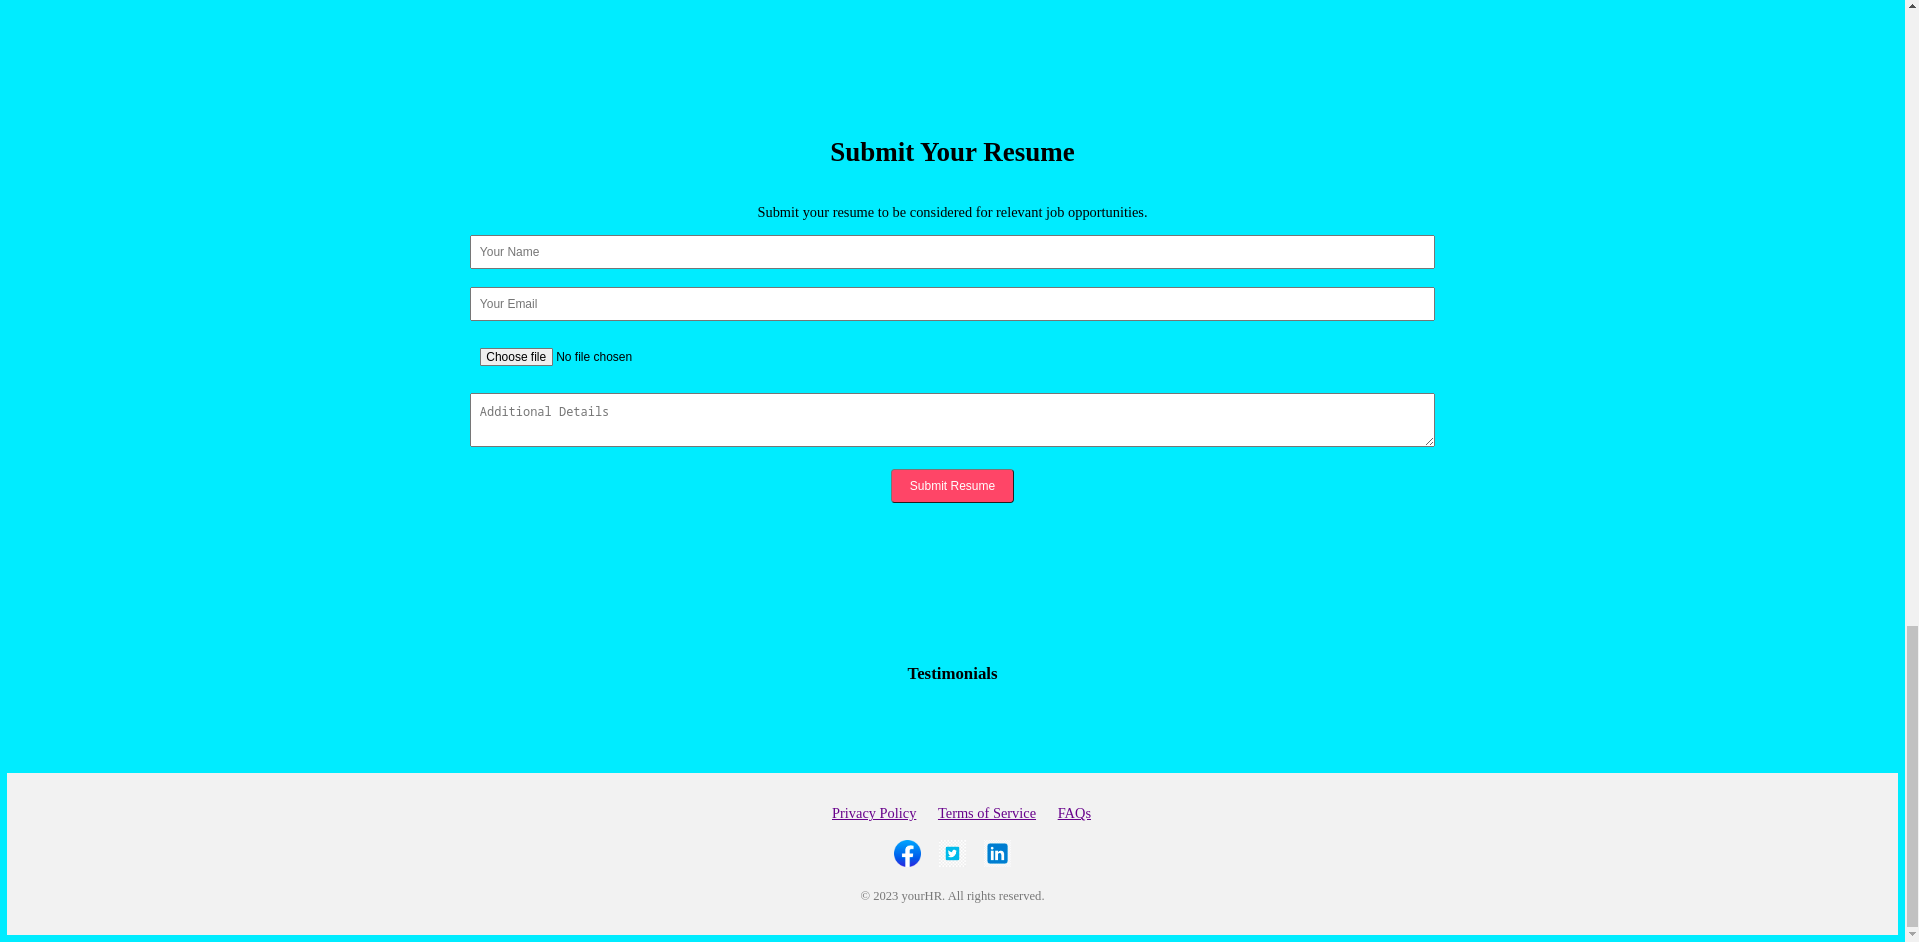 Submit Your Resume
Submit your resume to be considered for relevant job opportunities.
Your Name
Your Email
Choose file No file chosen
Additional Details
Submit Resume
Testimonials
Privacy Policy Terms of Service FAQs
in
© 2023 yourHR. All rights reserved.